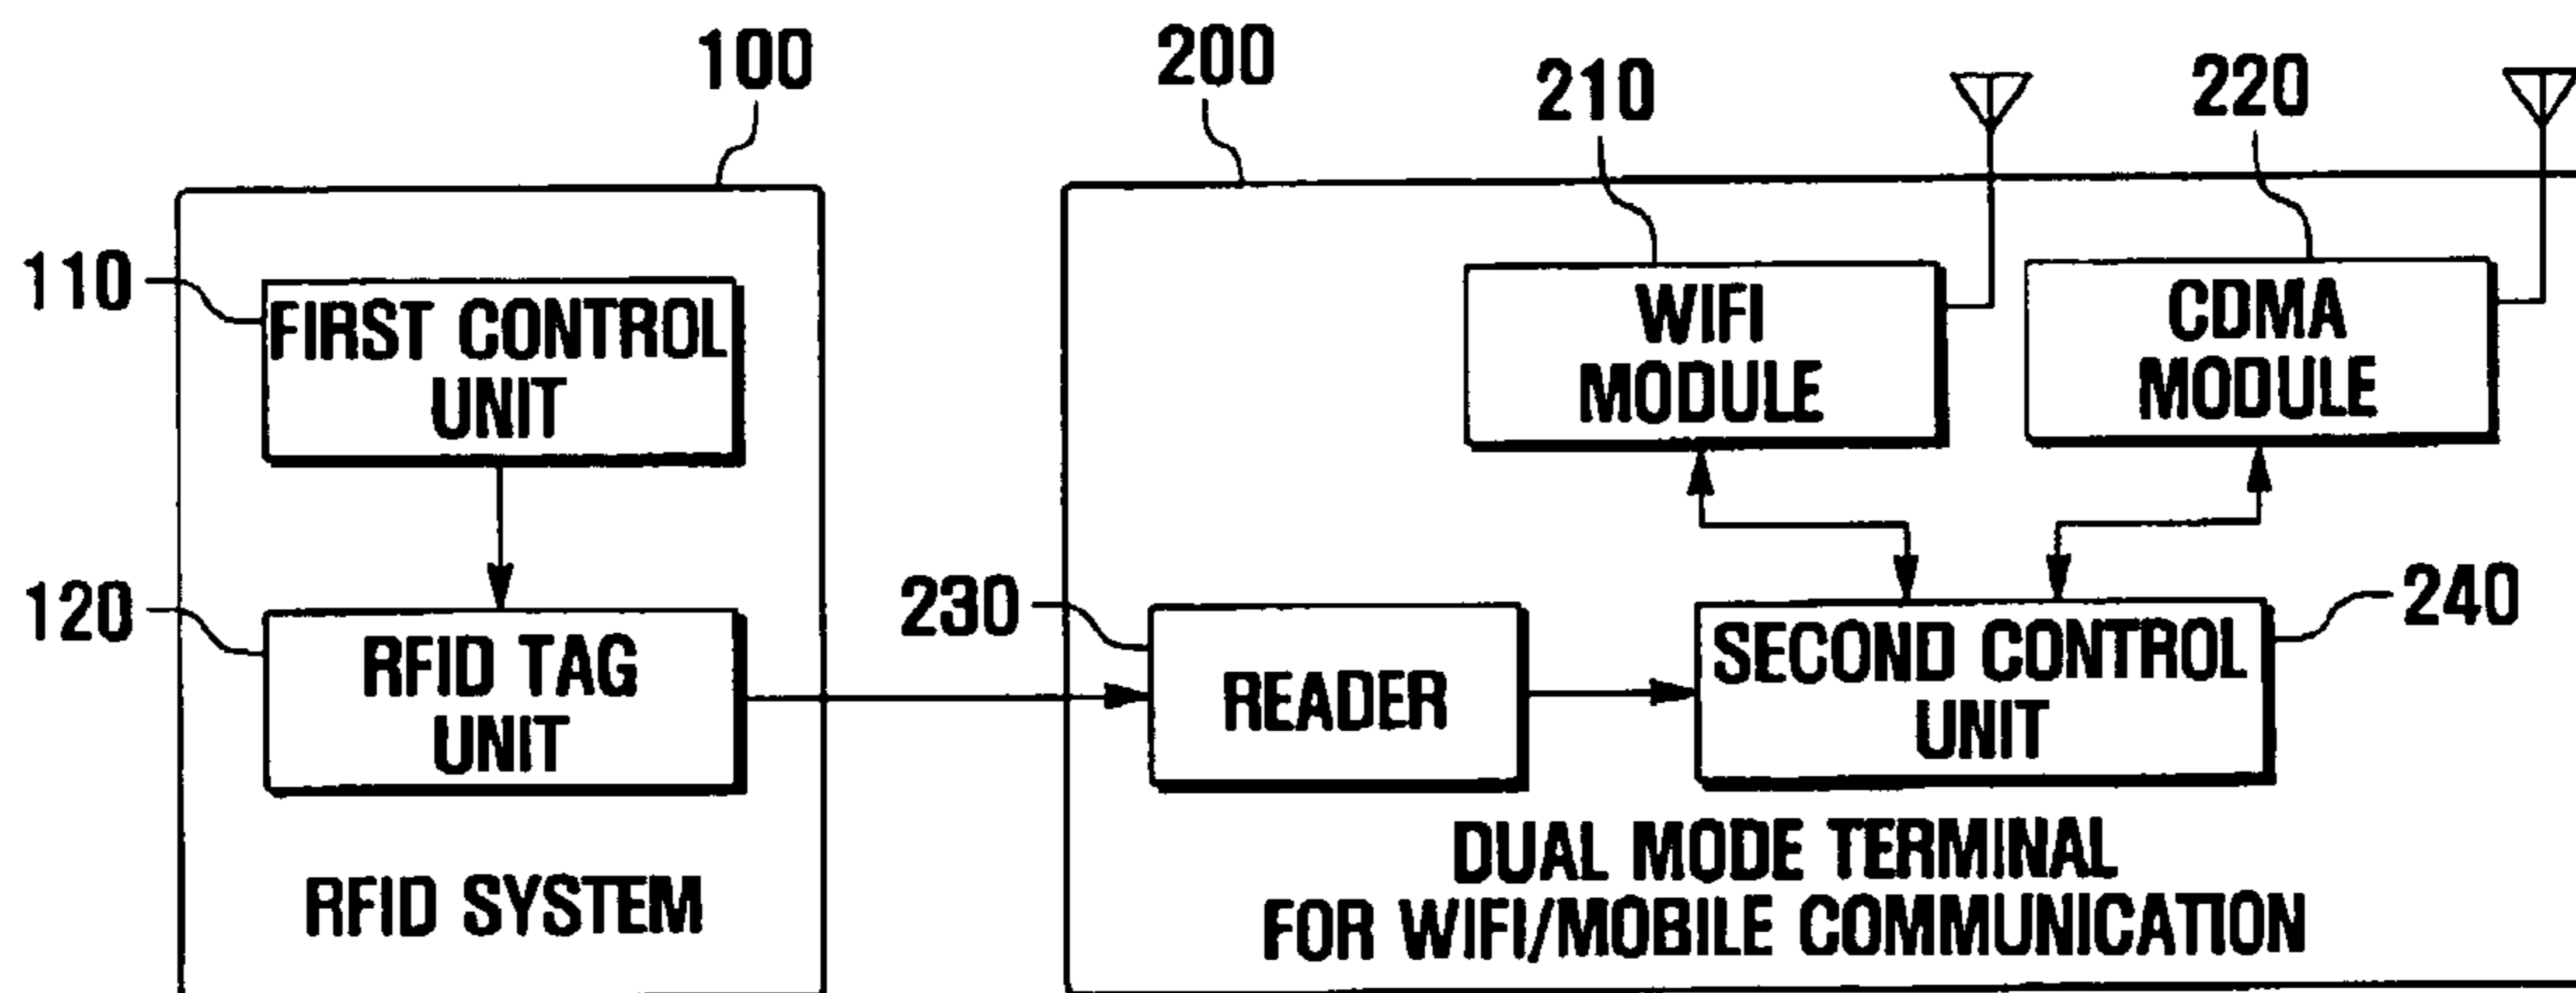 100
200
210
220
110
FIRST CONTROL
UNIT
WIFI
MODULE
CDMA
MODULE
120
RFID TAG
UNIT
230
READER
SECOND CONTROL
UNIT
240
RFID SYSTEM
DUAL MODE TERMINAL
FOR WIFI/MOBILE COMMUNICATION